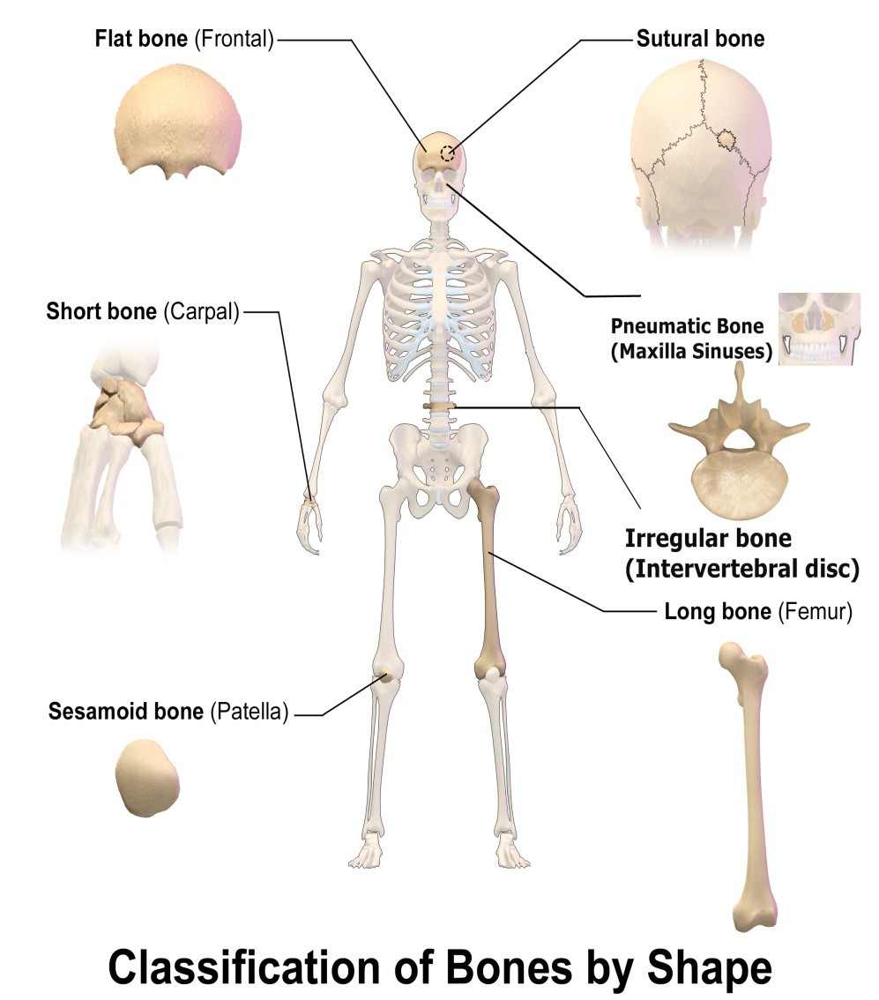 Flat bone (Frontal)
Sutural bone
Short bone (Carpal)
Pneumatic Bone
(Maxilla Sinuses)
Irregular bone
(Intervertebral disc)
Long bone (Femur)
Sesamoid bone (Patella)
Classification of Bones by Shape